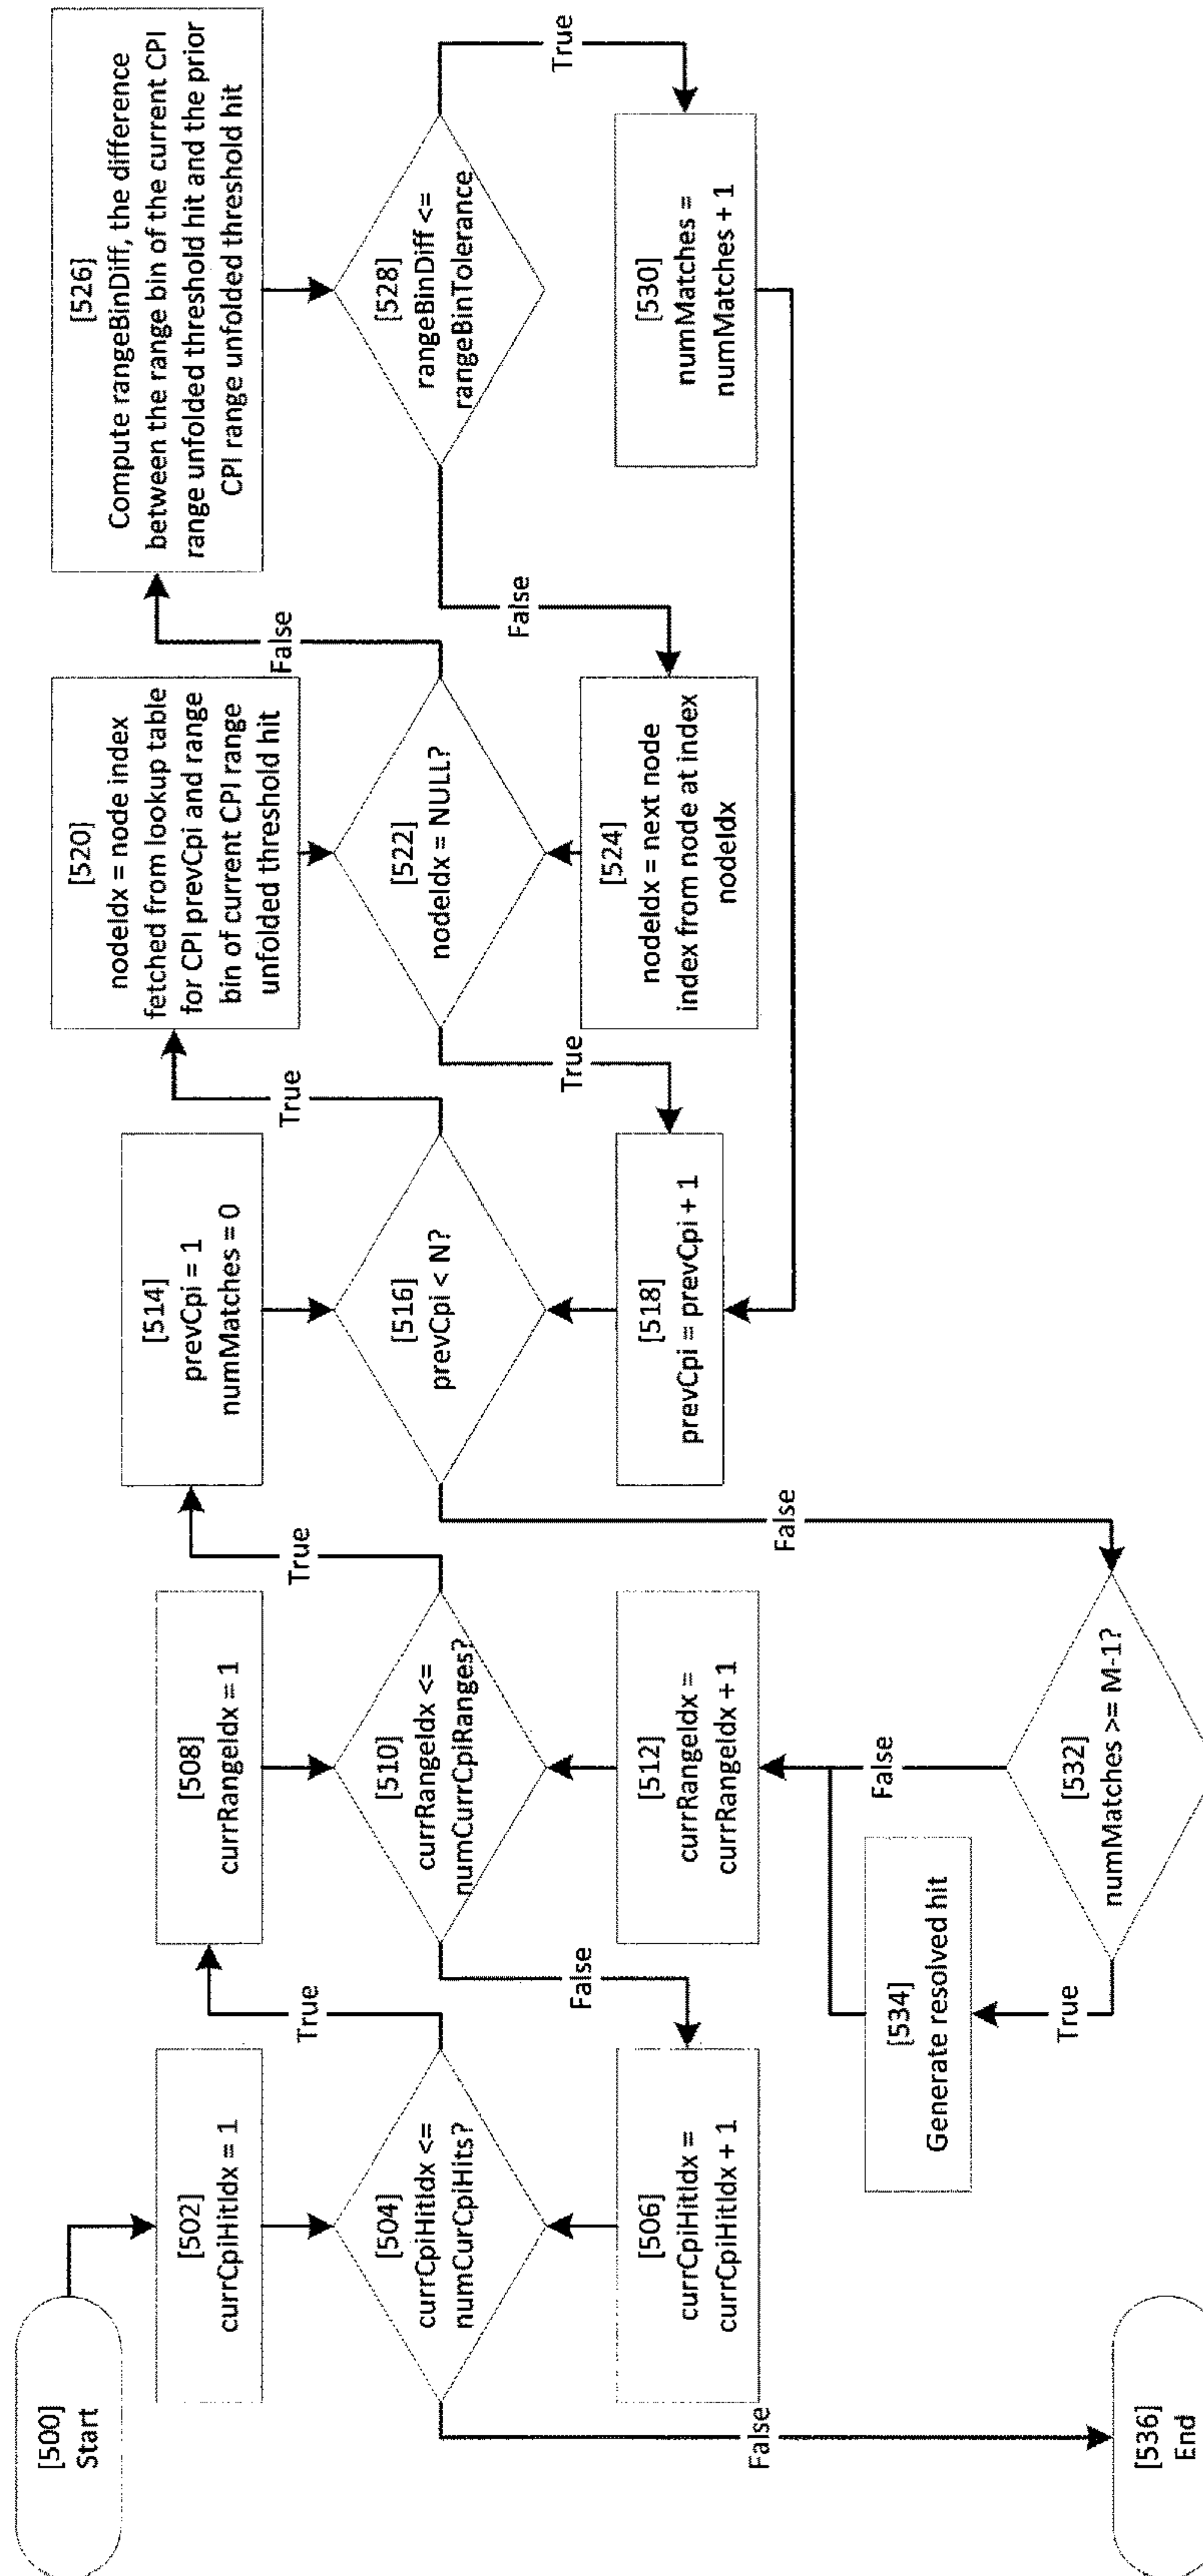 [500]
Start
[502]
currCpiHitIdx = 1
[504]
currCpiHitIdx <=
numCurCpiHits?
True
False
[506]
currCpiHitIdx =
currCpiHitIdx + 1
[508]
currRangeIdx = 1
[510]
currRangeIdx <=
numCurrCpiRanges?
True
False
[512]
currRangeIdx =
currRangeIdx + 1
[514]
prevCpi = 1
numMatches = 0
[516]
prevCpi < N?
True
False
[518]
prevCpi = prevCpi + 1
[520]
nodeIdx = node index
fetched from lookup table
for CPI prevCpi and range
bin of current CPI range
unfolded threshold hit
[522]
nodeIdx = NULL?
True
False
[524]
nodeIdx = next node
index from node at index
nodeIdx
[526]
Compute rangeBinDiff, the difference
between the range bin of the current CPI
range unfolded threshold hit and the prior
CPI range unfolded threshold hit
[528]
rangeBinDiff <=
rangeBinTolerance
True
False
[530]
numMatches =
numMatches + 1
[532]
numMatches >= M-1?
False
True
[534]
Generate resolved hit
[536]
End